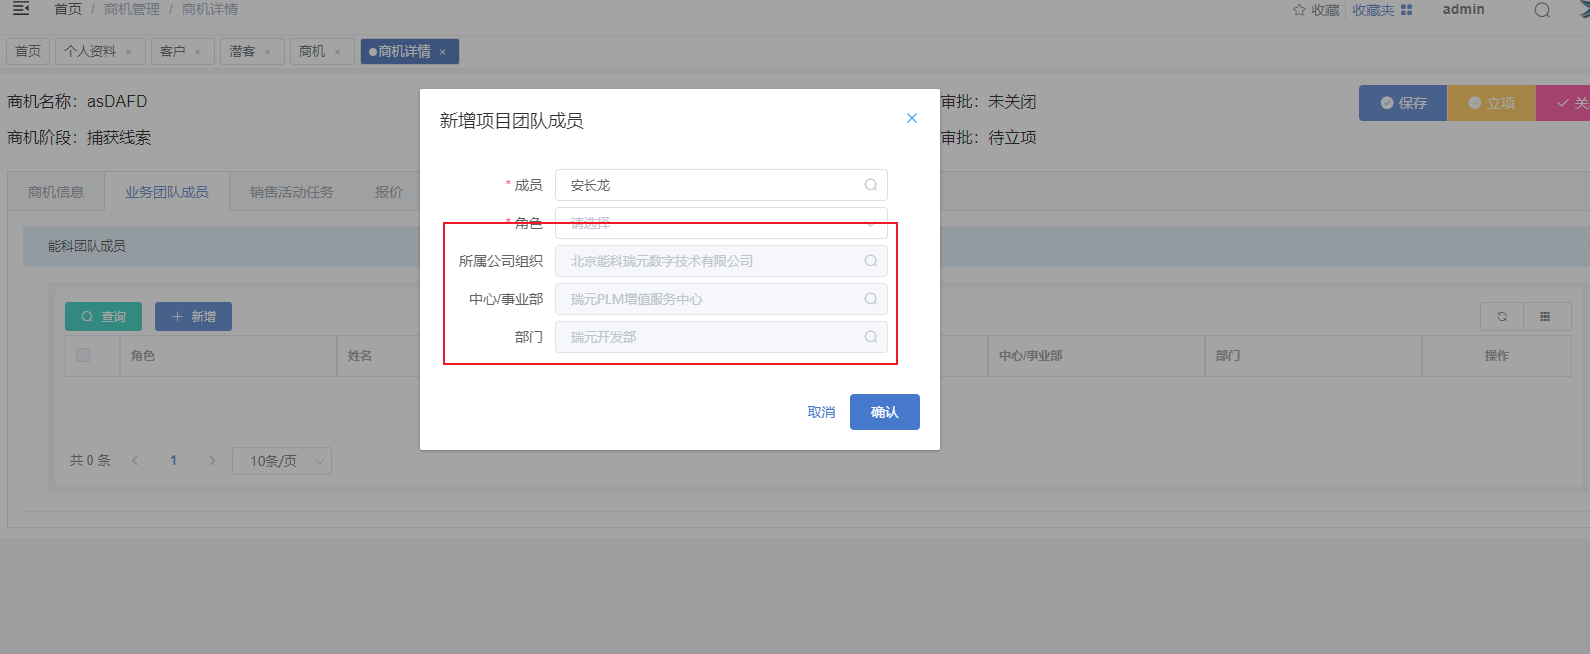 首页 / 商机管理 / 商机详情
收藏 收藏夹 admin
首页 个人资料 × 客户 × 潜客 × 商机 × 商机详情 ×
商机名称：asDAFD
审批：未关闭
保存 立项 关
商机阶段：捕获线索
审批：待立项
商机信息 业务团队成员 销售活动任务 报价
能科团队成员
查询 新增
角色 姓名 中心/事业部 部门 操作
共 0 条 1 10条/页
新增项目团队成员
* 成员 安长龙
* 角色 请选择
所属公司组织 北京能科瑞元数字技术有限公司
中心/事业部 瑞元PLM增值服务中心
部门 瑞元开发部
取消 确认